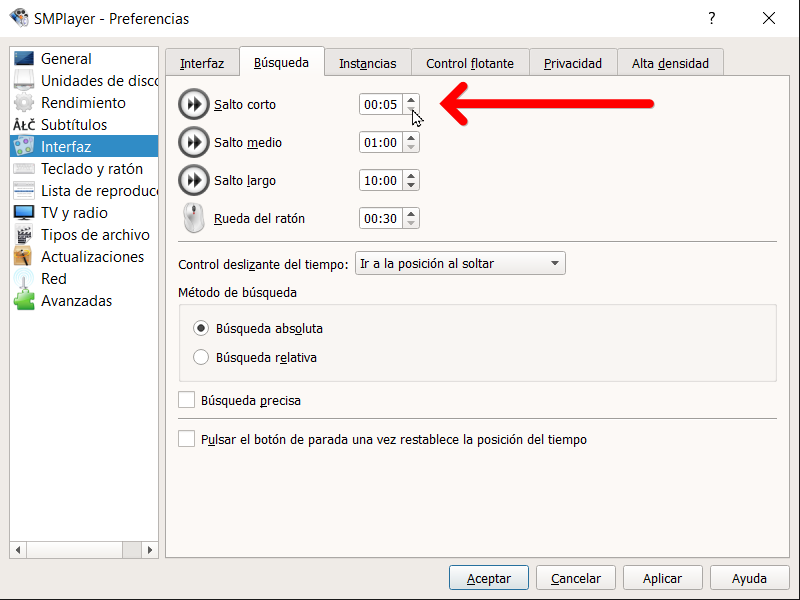 SMPlayer - Preferencias
?
General
Unidades de disco
Rendimiento
ÅŁĈ Subtítulos
Interfaz
Teclado y ratón
Lista de reproduc
TV y radio
Tipos de archivo
Actualizaciones
Red
Avanzadas
Interfaz Búsqueda Instancias Control flotante Privacidad Alta densidad
Salto corto 00:05
Salto medio 01:00
Salto largo 10:00
Rueda del ratón 00:30
Control deslizante del tiempo: Ir a la posición al soltar
Método de búsqueda
Búsqueda absoluta
Búsqueda relativa
Búsqueda precisa
Pulsar el botón de parada una vez restablece la posición del tiempo
Aceptar Cancelar Aplicar Ayuda